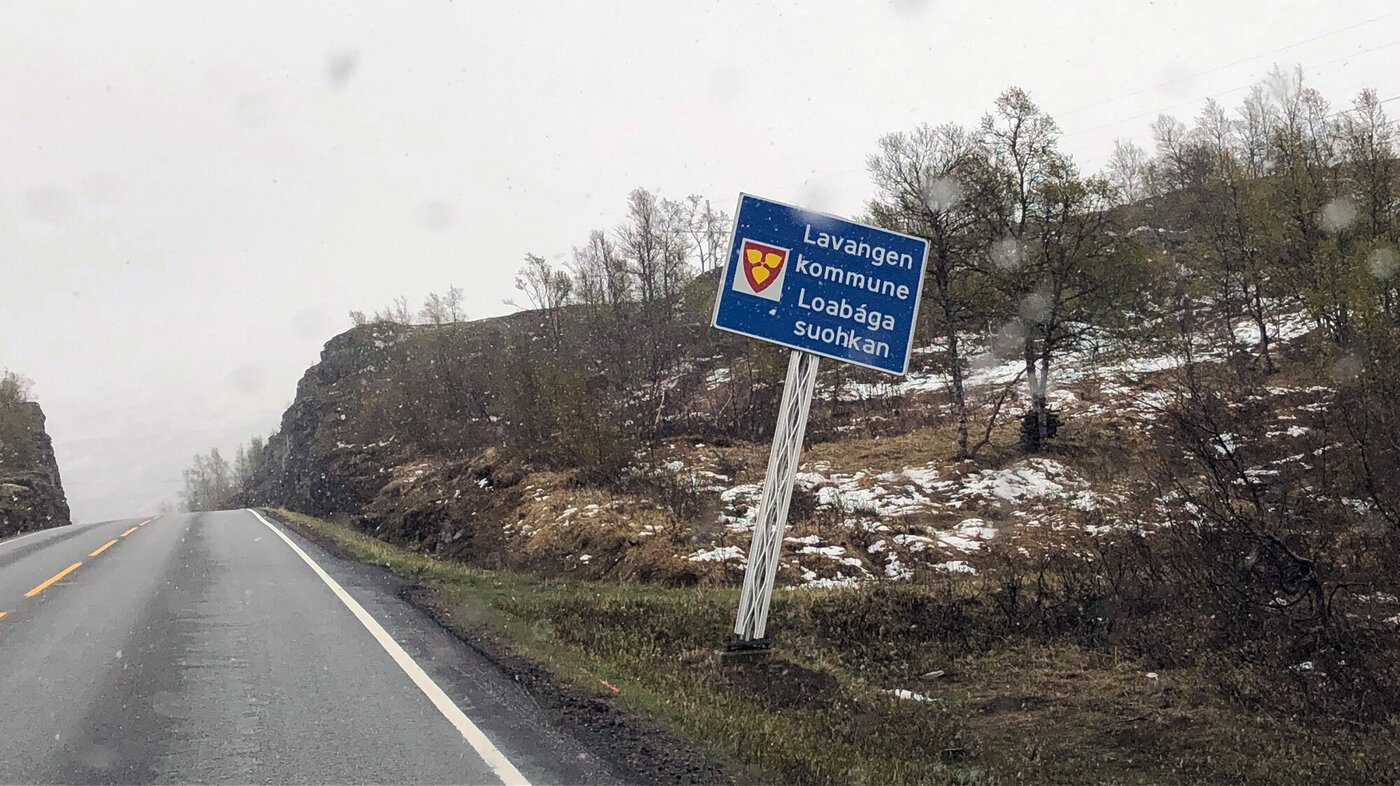 Lavangen
kommune
Loabága
suohkan